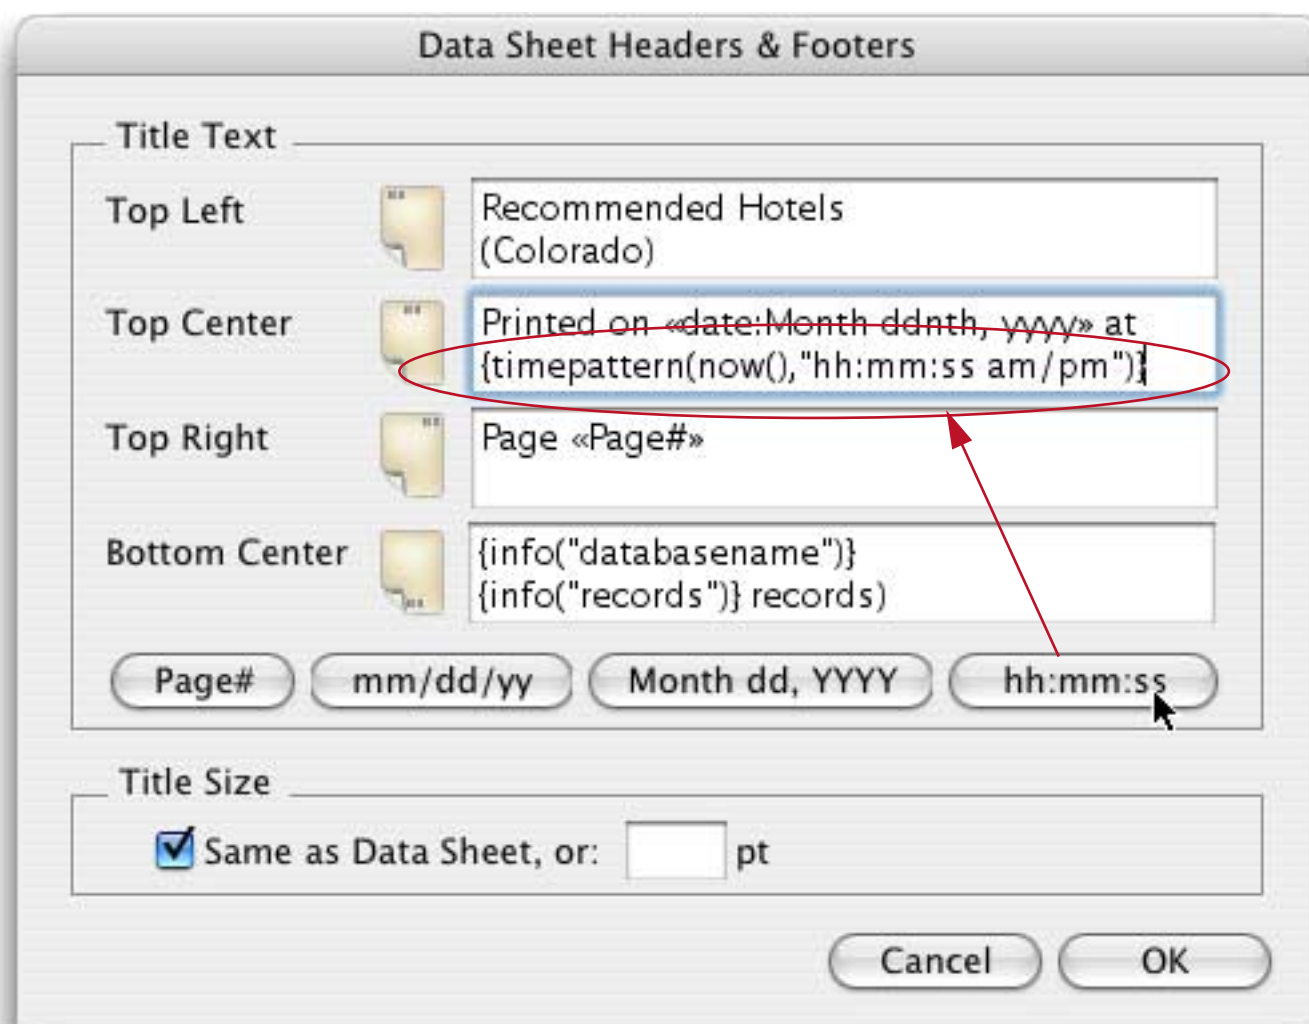 Data Sheet Headers & Footers
Title Text
Top Left
Recommended Hotels
(Colorado)
Top Center
Printed on «date:Month ddnth, yyyy» at
{timepattern(now(),"hh:mm:ss am/pm")}
Top Right
Page «Page#»
Bottom Center
{info("databasename")}
{info("records")} records)
Page# mm/dd/yy Month dd, YYYY hh:mm:ss
Title Size
Same as Data Sheet, or: pt
Cancel OK